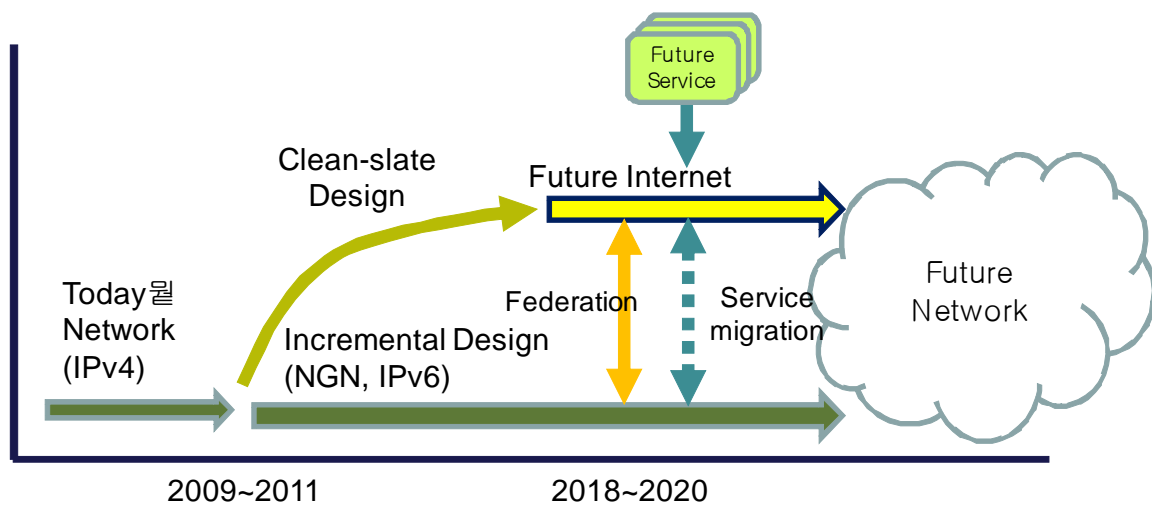 Future
Service
Clean-slate
Design
Future Internet
Today뭩
Network
(IPv4)
Federation
Service
migration
Future
Network
Incremental Design
(NGN, IPv6)
2009~2011
2018~2020